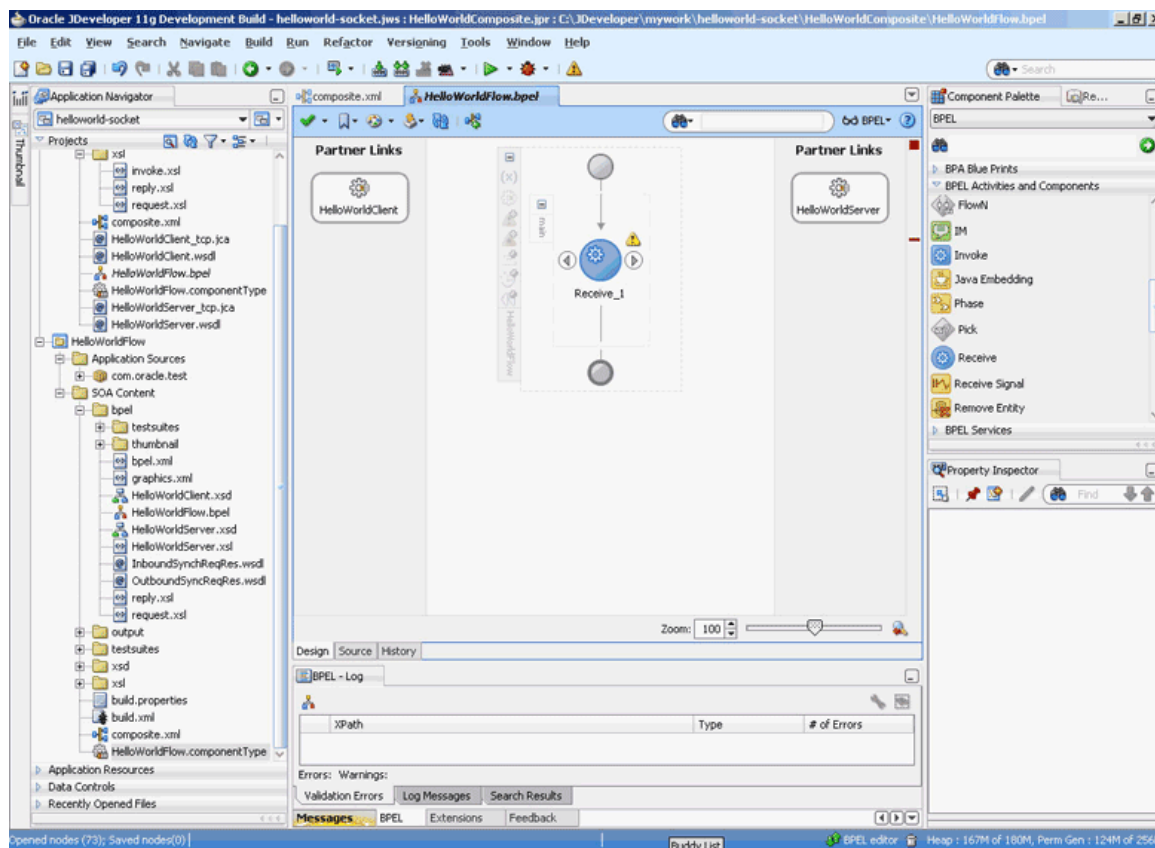 Oracle JDeveloper 11g Development Build - helloworld-socket.jws : HelloWorldComposite.jpr : C:\JDeveloper\mywork\helloworld-socket\HelloWorldComposite\HelloWorldFlow.bpel
File Edit View Search Navigate Build Run Refactor Versioning Tools Window Help
Search
Application Navigator
helloworld-socket
Projects
Thumbnail
xsl
invoke.xsl
reply.xsl
request.xsl
composite.xml
HelloWorldClient_tcp.jca
HelloWorldClient.wsdl
HelloWorldFlow.bpel
HelloWorldFlow.componentType
HelloWorldServer_tcp.jca
HelloWorldServer.wsdl
HelloWorldFlow
Application Sources
com.oracle.test
SOA Content
bpel
testsuites
thumbnail
bpel.xml
graphics.xml
HelloWorldClient.xsd
HelloWorldFlow.bpel
HelloWorldServer.xsd
HelloWorldServer.xsl
InboundSynchReqRes.wsdl
OutboundSyncReqRes.wsdl
reply.xsl
request.xsl
output
testsuites
xsd
xsl
build.properties
build.xml
composite.xml
HelloWorldFlow.componentType
Application Resources
Data Controls
Recently Opened Files
composite.xml HelloWorldFlow.bpel
BPEL
Partner Links
HelloWorldClient
(x)
HelloWorldFlow
main
Receive_1
Partner Links
HelloWorldServer
Zoom: 100
Design Source History
BPEL - Log
XPath Type # of Errors
Errors: Warnings:
Validation Errors Log Messages Search Results
Messages BPEL Extensions Feedback
Component Palette Re...
BPEL
BPA Blue Prints
BPEL Activities and Components
FlowN
IM
Invoke
Java Embedding
Phase
Pick
Receive
Receive Signal
Remove Entity
BPEL Services
Property Inspector
Find
Opened nodes (73); Saved nodes(0)
Buddy List
BPEL editor
Heap : 167M of 180M, Perm Gen : 124M of 256